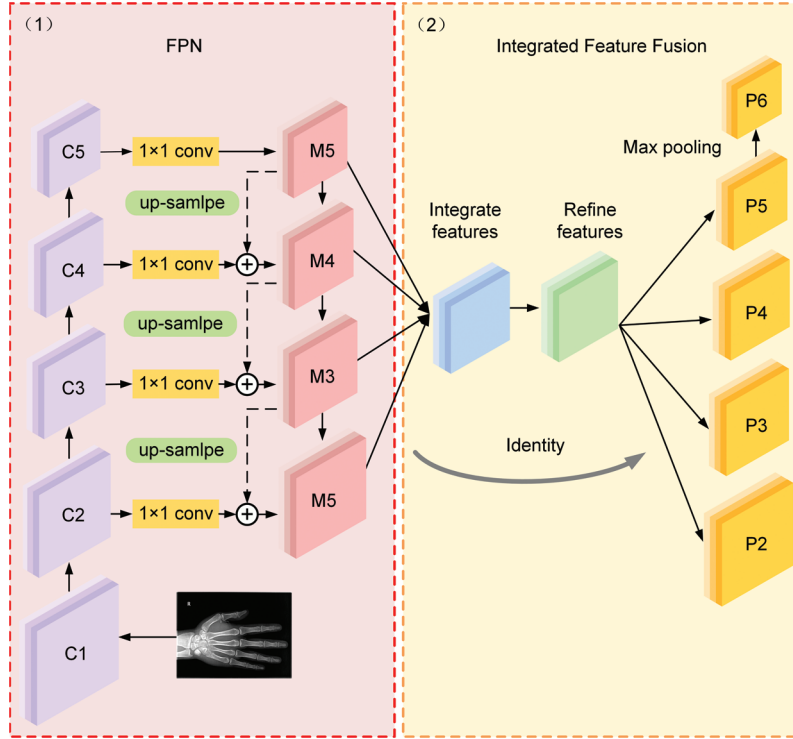 (1)
FPN
C5
1×1 conv
M5
up-samlpe
C4
1×1 conv
M4
up-samlpe
C3
1×1 conv
M3
up-samlpe
C2
1×1 conv
M5
C1
(2)
Integrated Feature Fusion
Integrate
features
Refine
features
Identity
P6
Max pooling
P5
P4
P3
P2